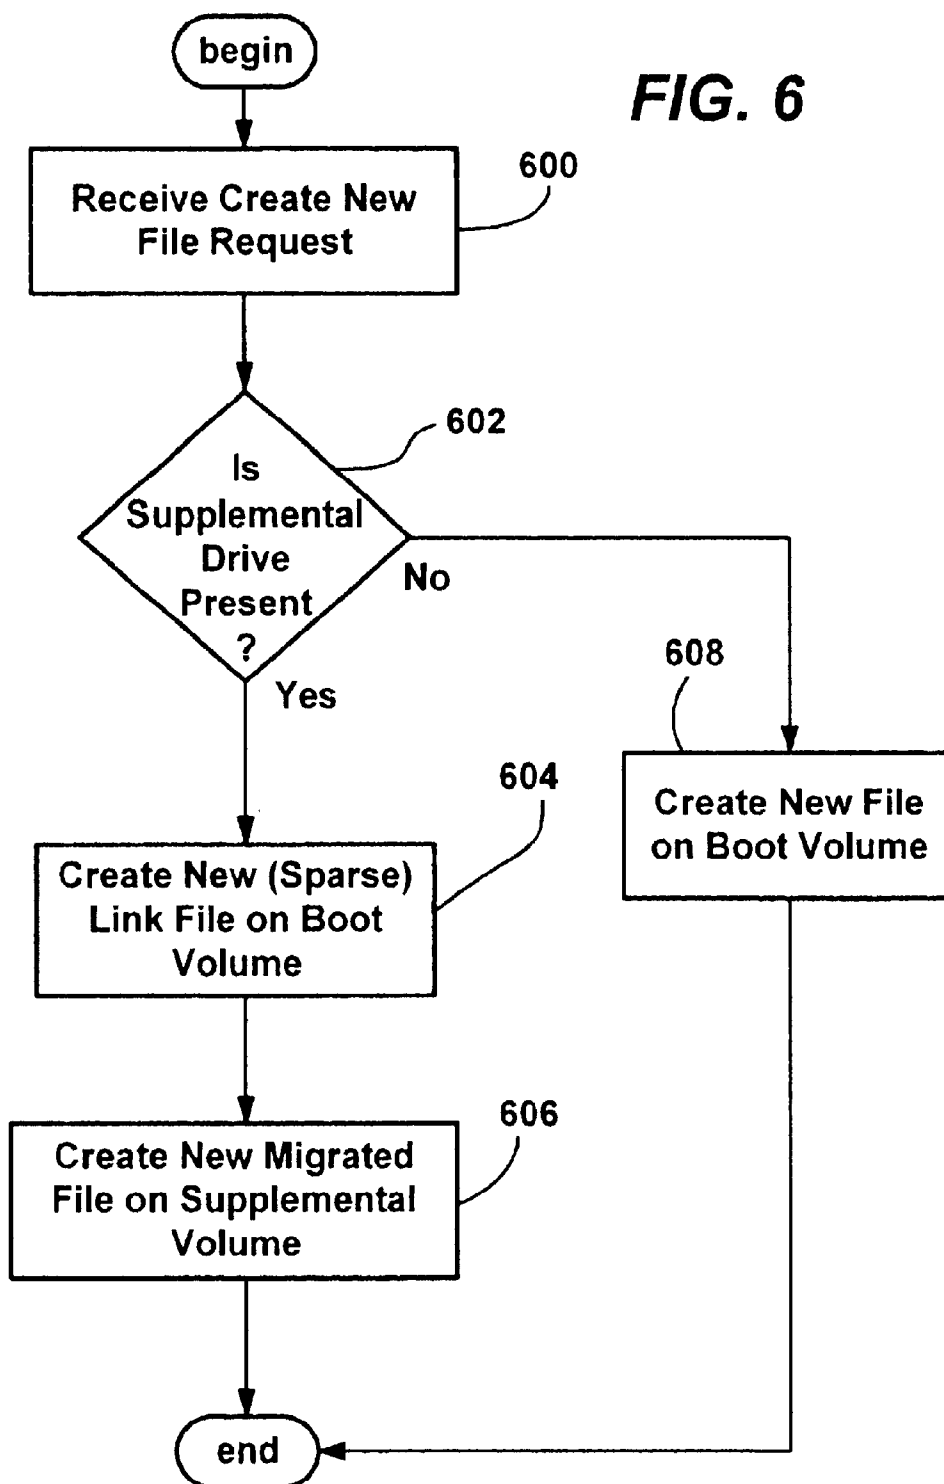 begin
FIG. 6
600
Receive Create New
File Request
602
Is
Supplemental
Drive
Present
?
No
Yes
608
Create New File
on Boot Volume
604
Create New (Sparse)
Link File on Boot
Volume
606
Create New Migrated
File on Supplemental
Volume
end